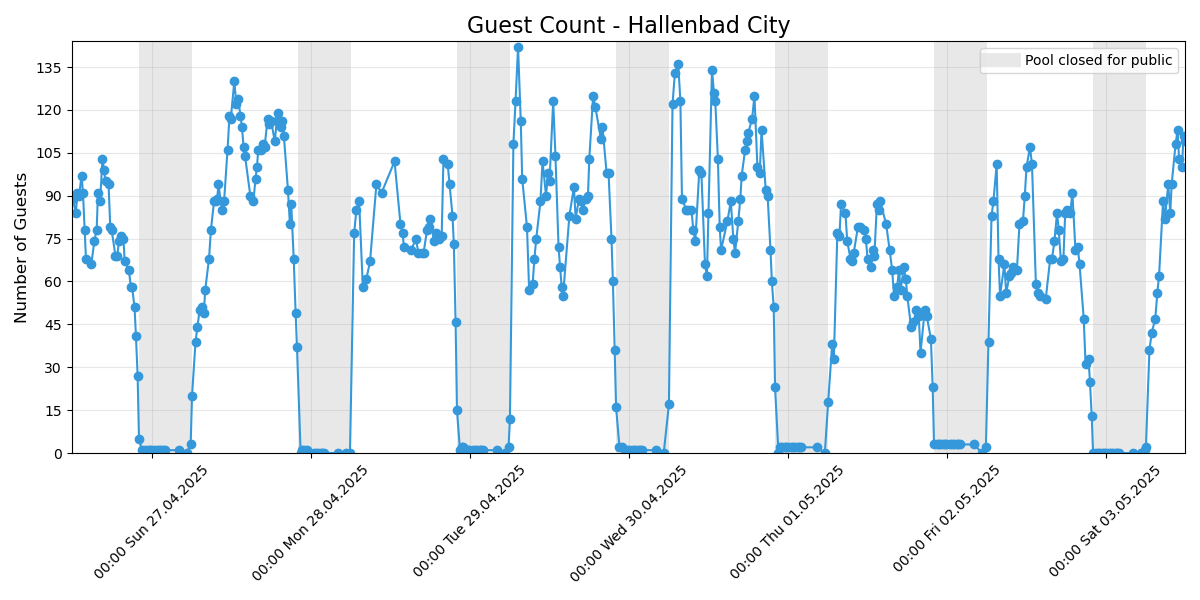 Guest Count - Hallenbad City
Pool closed for public
Number of Guests
135
120
105
90
75
60
45
30
15
0
00:00 Sun 27.04.2025
00:00 Mon 28.04.2025
00:00 Tue 29.04.2025
00:00 Wed 30.04.2025
00:00 Thu 01.05.2025
00:00 Fri 02.05.2025
00:00 Sat 03.05.2025